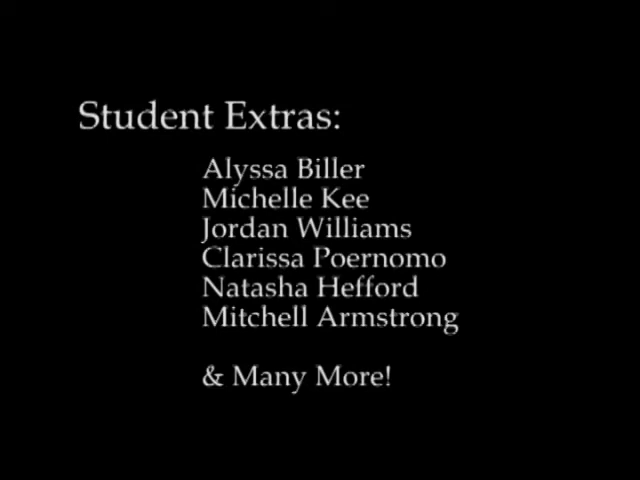 Student Extras:
Alyssa Biller
Michelle Kee
Jordan Williams
Clarissa Poernomo
Natasha Hefford
Mitchell Armstrong
& Many More!